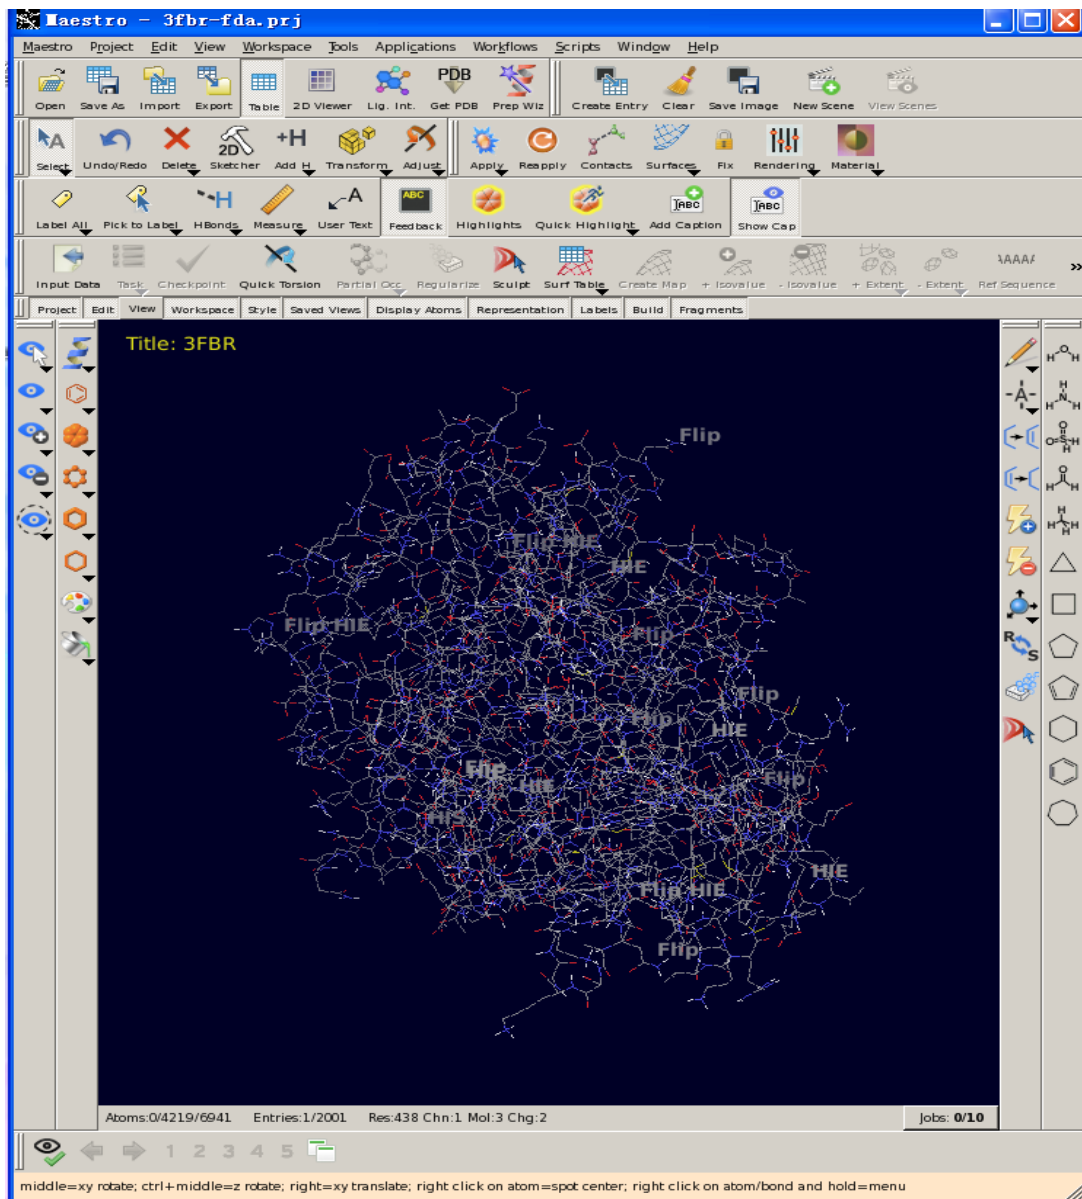 Maestro - 3fbr-fda.prj
Maestro Project Edit View Workspace Tools Applications Workflows Scripts Window Help
Open Save As Import Export Table 2D Viewer Lig. Int. Get PDB Prep Wiz Create Entry Clear Save Image New Scene View Scenes
PDB
Select Undo/Redo Delete Sketcher Add H Transform Adjust Apply Reapply Contacts Surfaces Fix Rendering Material
A 2D +H
Label All Pick to Label HBonds Measure User Text Feedback Highlights Quick Highlight Add Caption Show Cap
H A ABC ABC ABC
Input Data Task Checkpoint Quick Torsion Partial Occ Regularize Sculpt Surf Table Create Map + Isovalue - Isovalue + Extent - Extent Ref Sequence
Project Edit View Workspace Style Saved Views Display Atoms Representation Labels Build Fragments
Title: 3FBR
Flip
Flip HIE
HIE
Flip HIE
Flip
Flip
Flip
HIE
Flip
HIE
HIE
Flip
HIS
HIE
Flip HIE
Flip
Atoms:0/4219/6941 Entries:1/2001 Res:438 Chn:1 Mol:3 Chg:2 Jobs: 0/10
1 2 3 4 5
middle=xy rotate; ctrl+middle=z rotate; right=xy translate; right click on atom=spot center; right click on atom/bond and hold=menu